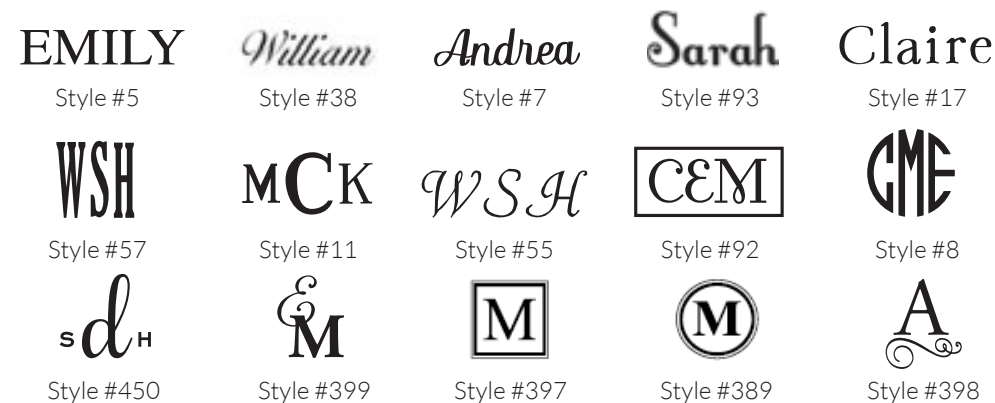 EMILY William Andrea Sarah Claire
Style #5 Style #38 Style #7 Style #93 Style #17
WSH MCK WSH CEM CME
Style #57 Style #11 Style #55 Style #92 Style #8
S d H EM M M A
Style #450 Style #399 Style #397 Style #389 Style #398